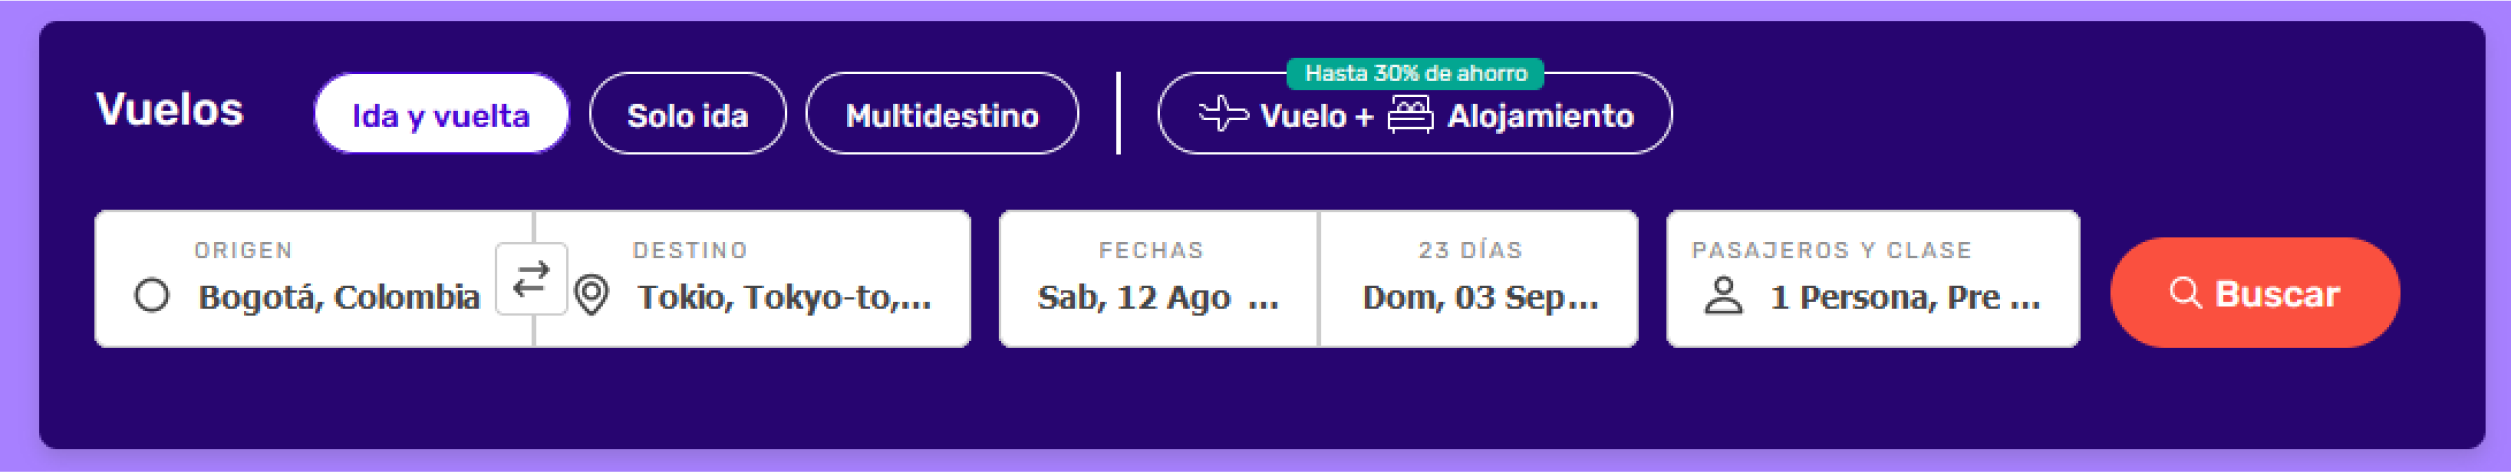 Hasta 30% de ahorro
Vuelos Ida y vuelta Solo ida Multidestino Vuelo + Alojamiento
ORIGEN DESTINO FECHAS 23 DÍAS PASAJEROS Y CLASE
Bogotá, Colombia Tokio, Tokyo-to,... Sab, 12 Ago ... Dom, 03 Sep... 1 Persona, Pre ... Buscar